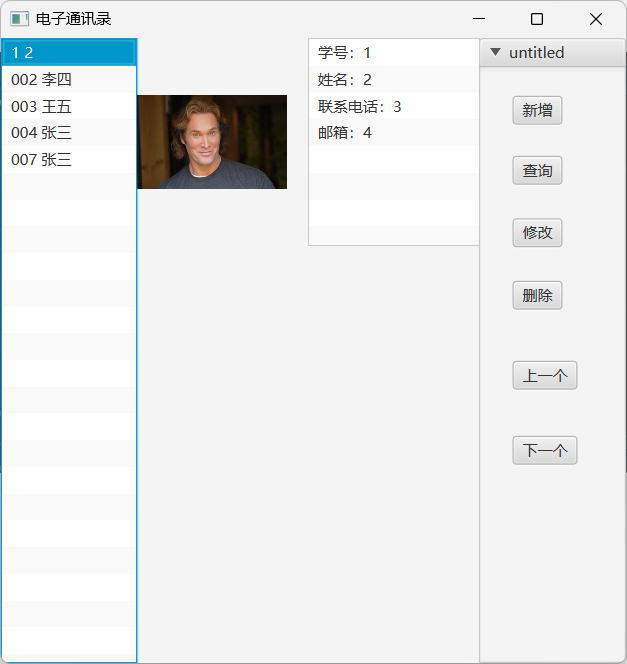 电子通讯录
1 2
002 李四
003 王五
004 张三
007 张三
学号：1
姓名：2
联系电话：3
邮箱：4
untitled
新增
查询
修改
删除
上一个
下一个